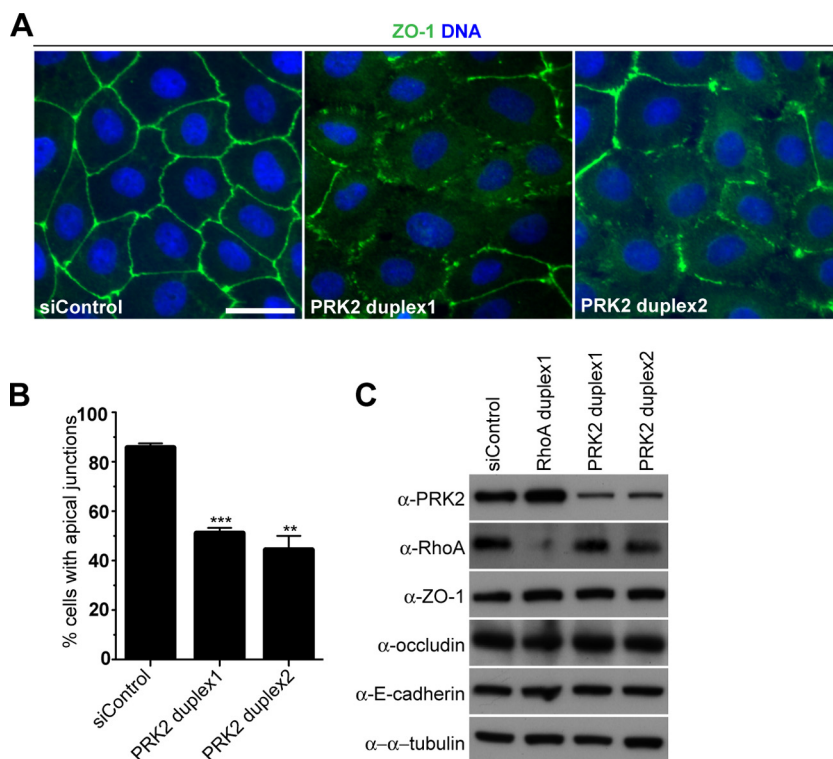 A
ZO-1 DNA
siControl
PRK2 duplex1
PRK2 duplex2
B
% cells with apical junctions
100
80
60
40
20
0
***
**
siControl
PRK2 duplex1
PRK2 duplex2
C
siControl
RhoA duplex1
PRK2 duplex1
PRK2 duplex2
α-PRK2
α-RhoA
α-ZO-1
α-occludin
α-E-cadherin
α–α–tubulin